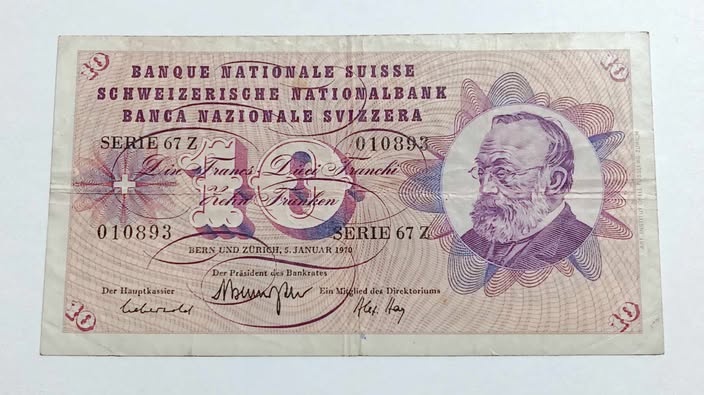 10
10
BANQUE NATIONALE SUISSE
SCHWEIZERISCHE NATIONALBANK
BANCA NAZIONALE SVIZZERA
SERIE 67 Z
010893
10
Dix Francs Dieci Franchi
Zehn Franken
010893
SERIE 67 Z
BERN UND ZÜRICH, 5. JANUAR 1970
Der Präsident des Bankrates
Der Hauptkassier
Ein Mitglied des Direktoriums
10
10